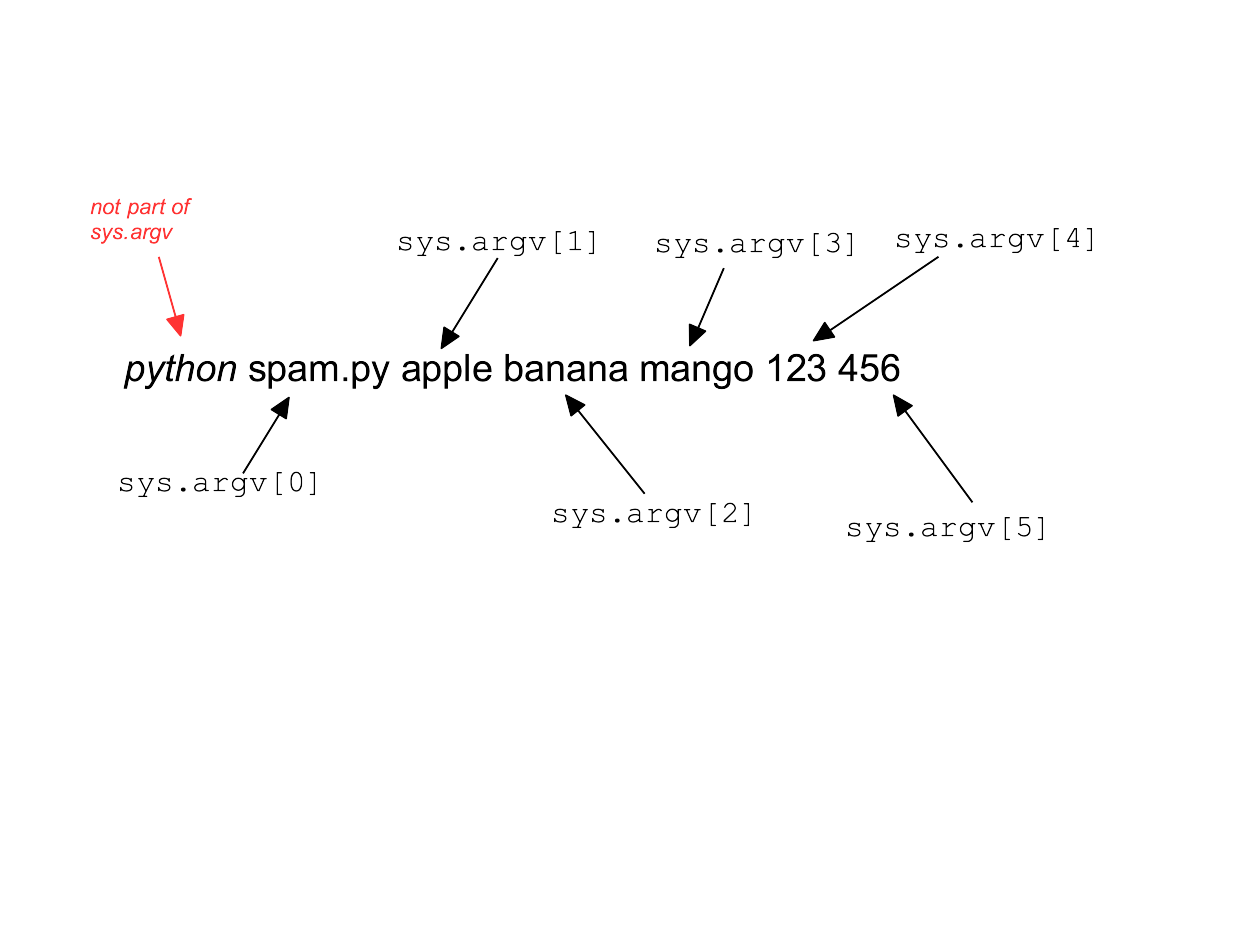 not part of
sys.argv
sys.argv[1]
sys.argv[3]
sys.argv[4]
python spam.py apple banana mango 123 456
sys.argv[0]
sys.argv[2]
sys.argv[5]